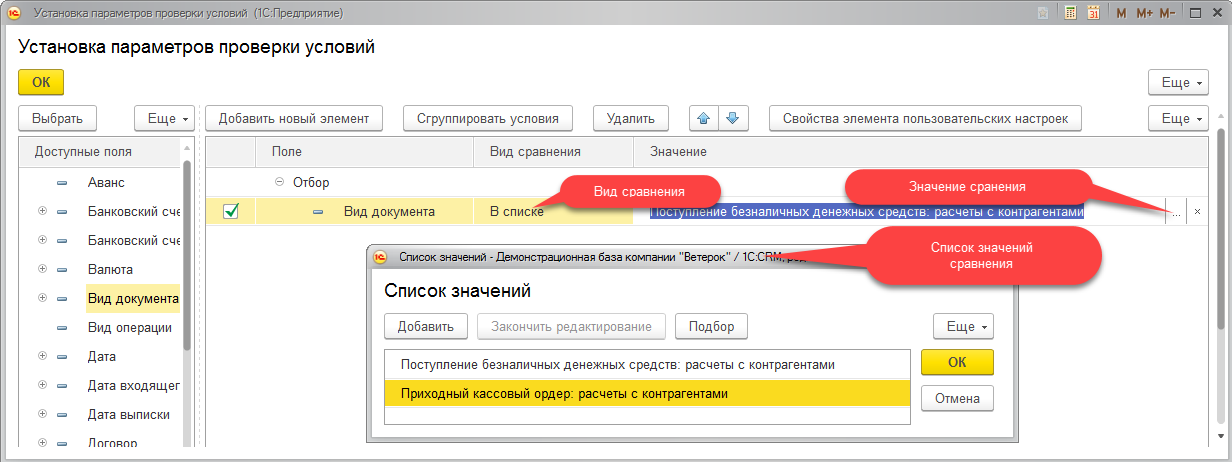 Установка параметров проверки условий (1С:Предприятие)
M M+ M-
Установка параметров проверки условий
ОК
Еще
Выбрать Еще Добавить новый элемент Сгруппировать условия Удалить Свойства элемента пользовательских настроек Еще
Доступные поля Поле Вид сравнения Значение
Аванс Отбор
Вид сравнения
Значение сранения
Банковский сче Вид документа В списке Поступление безналичных денежных средств: расчеты с контрагентами ... ×
Банковский сче
Валюта
Вид документа
Вид операции
Дата
Дата входящег
Дата выписки
Договор
Список значений
сравнения
Список значений - Демонстрационная база компании "Ветерок" / 1С:CRM, ред
Список значений
Добавить Закончить редактирование Подбор Еще
Поступление безналичных денежных средств: расчеты с контрагентами
Приходный кассовый ордер: расчеты с контрагентами
ОК
Отмена